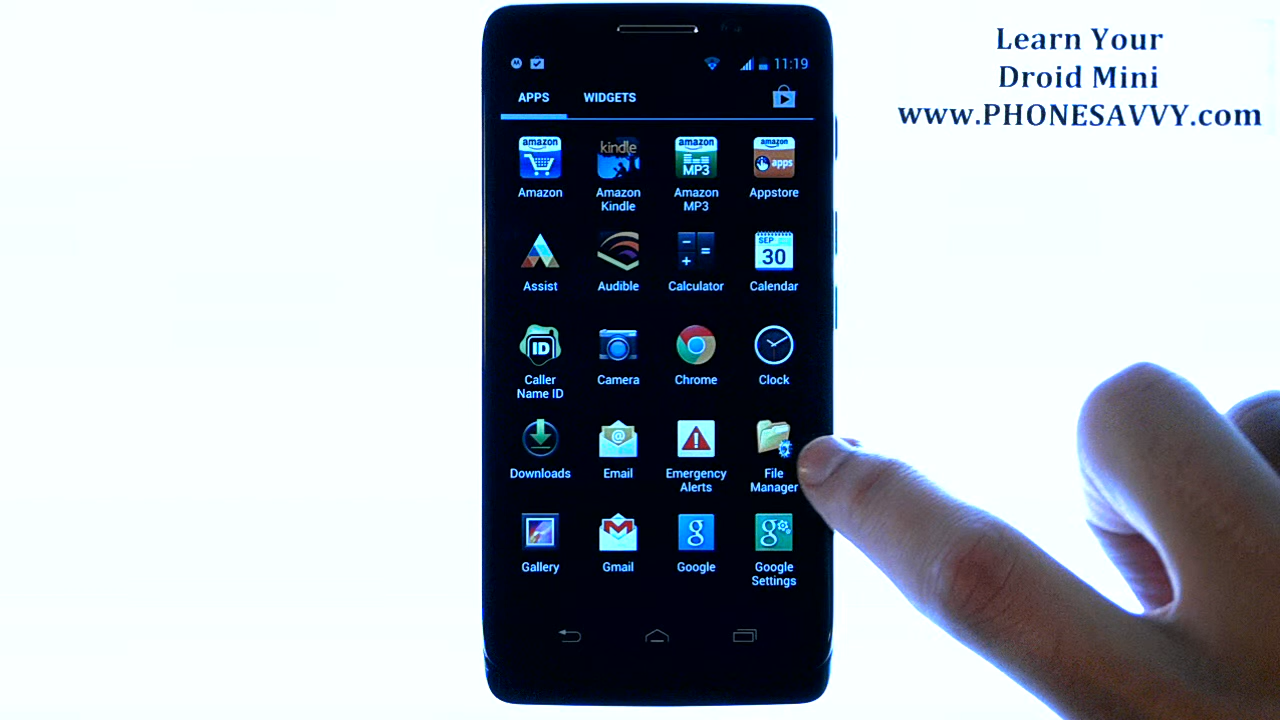 Learn Your
Droid Mini
www.PHONESAVVY.com
11:19
APPS WIDGETS
amazon kindle amazon MP3 amazon apps
Amazon Amazon Kindle Amazon MP3 Appstore
SEP 30
Assist Audible Calculator Calendar
ID
Caller Name ID Camera Chrome Clock
@
Downloads Email Emergency Alerts File Manager
g g
Gallery Gmail Google Google Settings